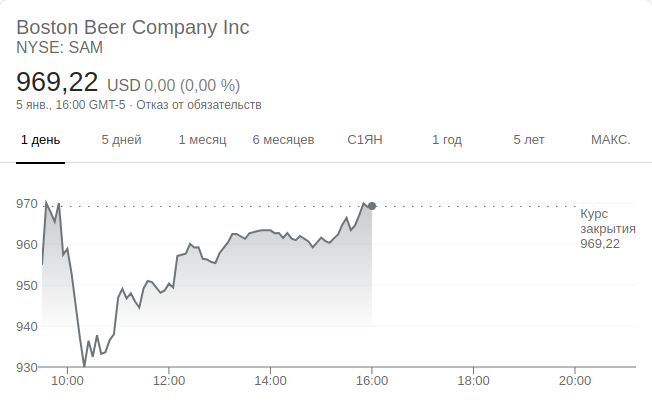 Boston Beer Company Inc
NYSE: SAM
969,22 USD 0,00 (0,00 %)
5 янв., 16:00 GMT-5 · Отказ от обязательств
1 день 5 дней 1 месяц 6 месяцев С1ЯН 1 год 5 лет МАКС.
970
Курс
закрытия
969,22
960
950
940
930
10:00 12:00 14:00 16:00 18:00 20:00